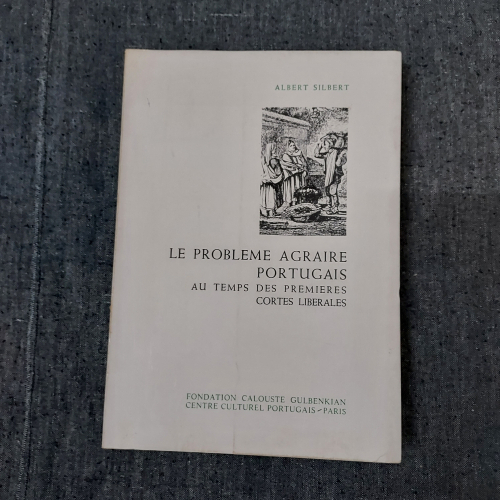 ALBERT SILBERT
LE PROBLEME AGRAIRE
PORTUGAIS
AU TEMPS DES PREMIERES
CORTES LIBERALES
FONDATION CALOUSTE GULBENKIAN
CENTRE CULTUREL PORTUGAIS - PARIS